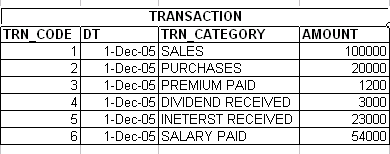 TRANSACTION
TRN_CODE DT TRN_CATEGORY AMOUNT
1 1-Dec-05 SALES 100000
2 1-Dec-05 PURCHASES 20000
3 1-Dec-05 PREMIUM PAID 1200
4 1-Dec-05 DIVIDEND RECEIVED 3000
5 1-Dec-05 INETERST RECEIVED 23000
6 1-Dec-05 SALARY PAID 54000